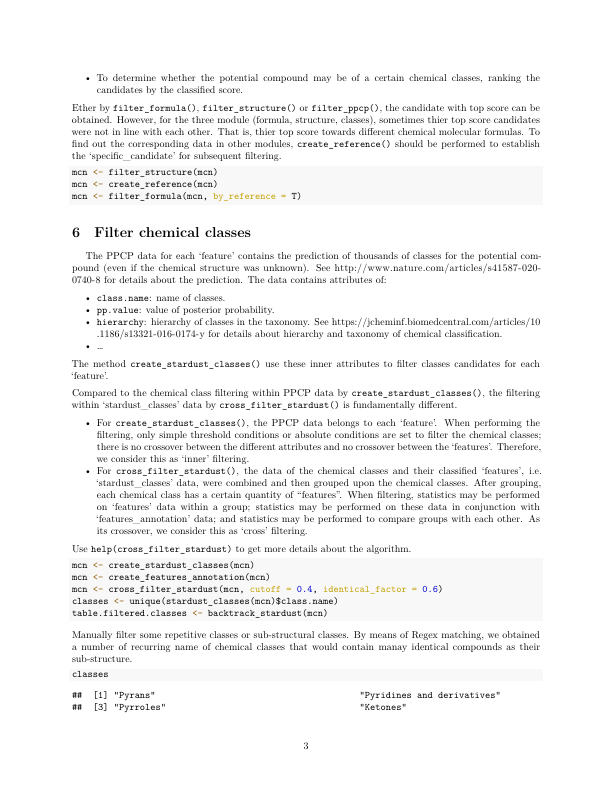 • To determine whether the potential compound may be of a certain chemical classes, ranking the
candidates by the classified score.
Ether by filter_formula(), filter_structure() or filter_ppcp(), the candidate with top score can be
obtained. However, for the three module (formula, structure, classes), sometimes thier top score candidates
were not in line with each other. That is, thier top score towards different chemical molecular formulas. To
find out the corresponding data in other modules, create_reference() should be performed to establish
the ‘specific_candidate’ for subsequent filtering.
mcn <- filter_structure(mcn)
mcn <- create_reference(mcn)
mcn <- filter_formula(mcn, by_reference = T)
6 Filter chemical classes
The PPCP data for each ‘feature’ contains the prediction of thousands of classes for the potential com-
pound (even if the chemical structure was unknown). See http://www.nature.com/articles/s41587-020-
0740-8 for details about the prediction. The data contains attributes of:
• class.name: name of classes.
• pp.value: value of posterior probability.
• hierarchy: hierarchy of classes in the taxonomy. See https://jcheminf.biomedcentral.com/articles/10
.1186/s13321-016-0174-y for details about hierarchy and taxonomy of chemical classification.
• ...
The method create_stardust_classes() use these inner attributes to filter classes candidates for each
‘feature’.
Compared to the chemical class filtering within PPCP data by create_stardust_classes(), the filtering
within ‘stardust_classes’ data by cross_filter_stardust() is fundamentally different.
• For create_stardust_classes(), the PPCP data belongs to each ‘feature’. When performing the
filtering, only simple threshold conditions or absolute conditions are set to filter the chemical classes;
there is no crossover between the different attributes and no crossover between the ‘features’. Therefore,
we consider this as ‘inner’ filtering.
• For cross_filter_stardust(), the data of the chemical classes and their classified ‘features’, i.e.
‘stardust_classes’ data, were combined and then grouped upon the chemical classes. After grouping,
each chemical class has a certain quantity of “features”. When filtering, statistics may be performed
on ‘features’ data within a group; statistics may be performed on these data in conjunction with
‘features_annotation’ data; and statistics may be performed to compare groups with each other. As
its crossover, we consider this as ‘cross’ filtering.
Use help(cross_filter_stardust) to get more details about the algorithm.
mcn <- create_stardust_classes(mcn)
mcn <- create_features_annotation(mcn)
mcn <- cross_filter_stardust(mcn, cutoff = 0.4, identical_factor = 0.6)
classes <- unique(stardust_classes(mcn)$class.name)
table.filtered.classes <- backtrack_stardust(mcn)
Manually filter some repetitive classes or sub-structural classes. By means of Regex matching, we obtained
a number of recurring name of chemical classes that would contain manay identical compounds as their
sub-structure.
classes
## [1] "Pyrans" "Pyridines and derivatives"
## [3] "Pyrroles" "Ketones"
3